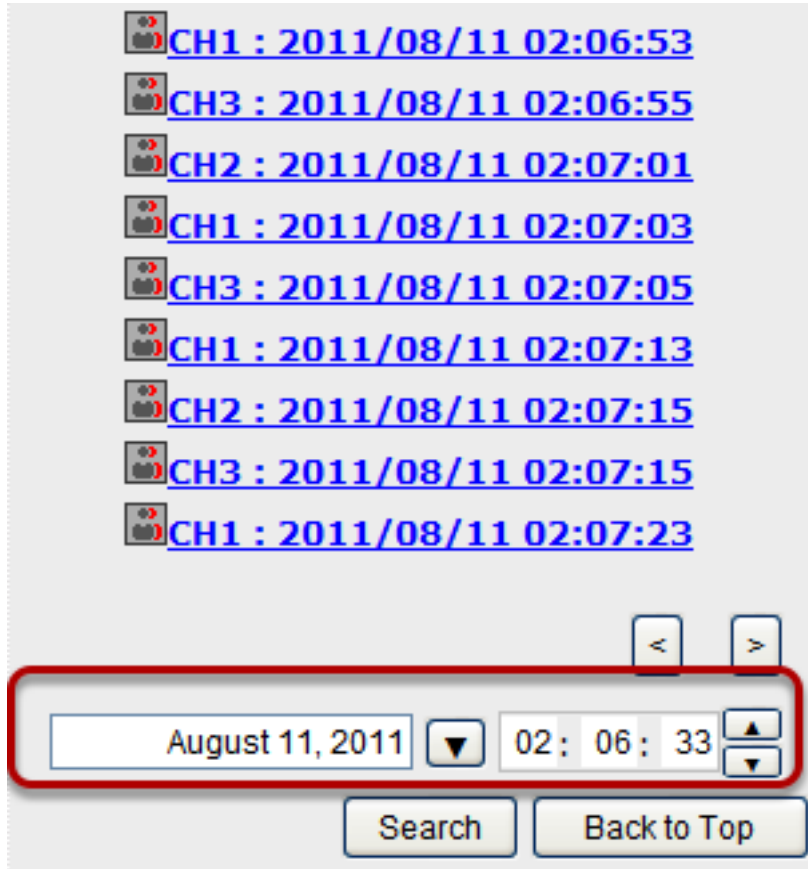 CH1 : 2011/08/11 02:06:53
CH3 : 2011/08/11 02:06:55
CH2 : 2011/08/11 02:07:01
CH1 : 2011/08/11 02:07:03
CH3 : 2011/08/11 02:07:05
CH1 : 2011/08/11 02:07:13
CH2 : 2011/08/11 02:07:15
CH3 : 2011/08/11 02:07:15
CH1 : 2011/08/11 02:07:23
< >
August 11, 2011 ▼ 02 : 06 : 33 ▲ ▼
Search Back to Top